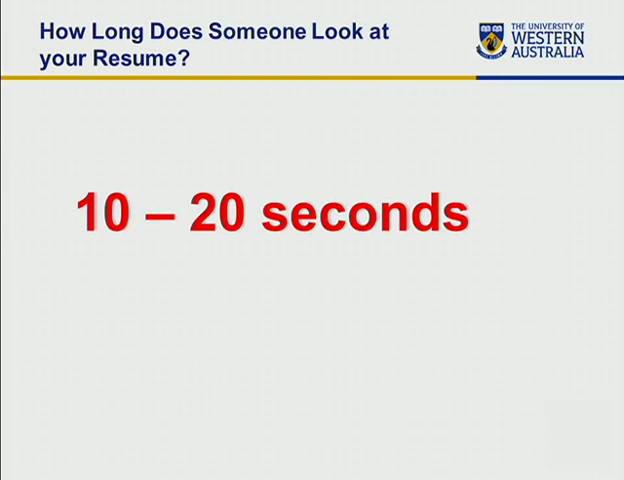 How Long Does Someone Look at
your Resume?
THE UNIVERSITY OF
WESTERN
AUSTRALIA
10 – 20 seconds